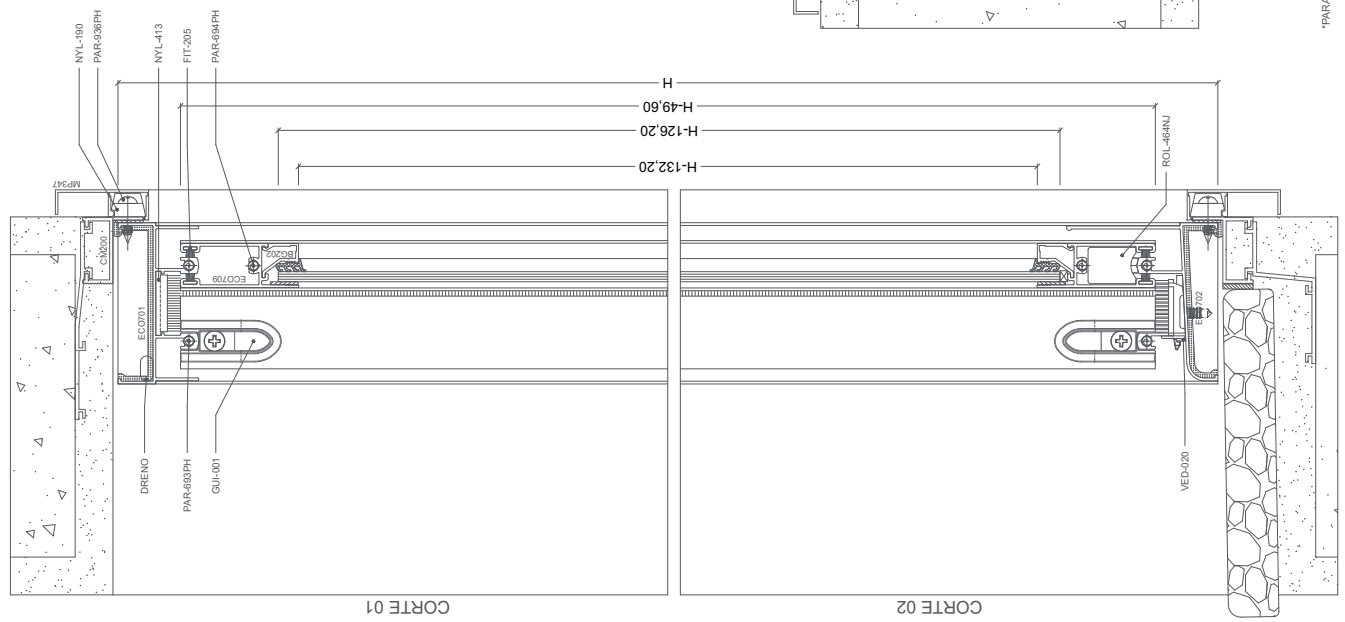 NYL-190
PAR-936PH
NYL-413
FIT-205
PAR-694PH
"PARA
H
H-49,60
H-126,20
H-132,20
ROL-464NJ
MP347
CM200
BG202
ECO709
ECO701
ECO702
DRENO
PAR-693PH
GUI-001
VED-020
CORTE 01
CORTE 02